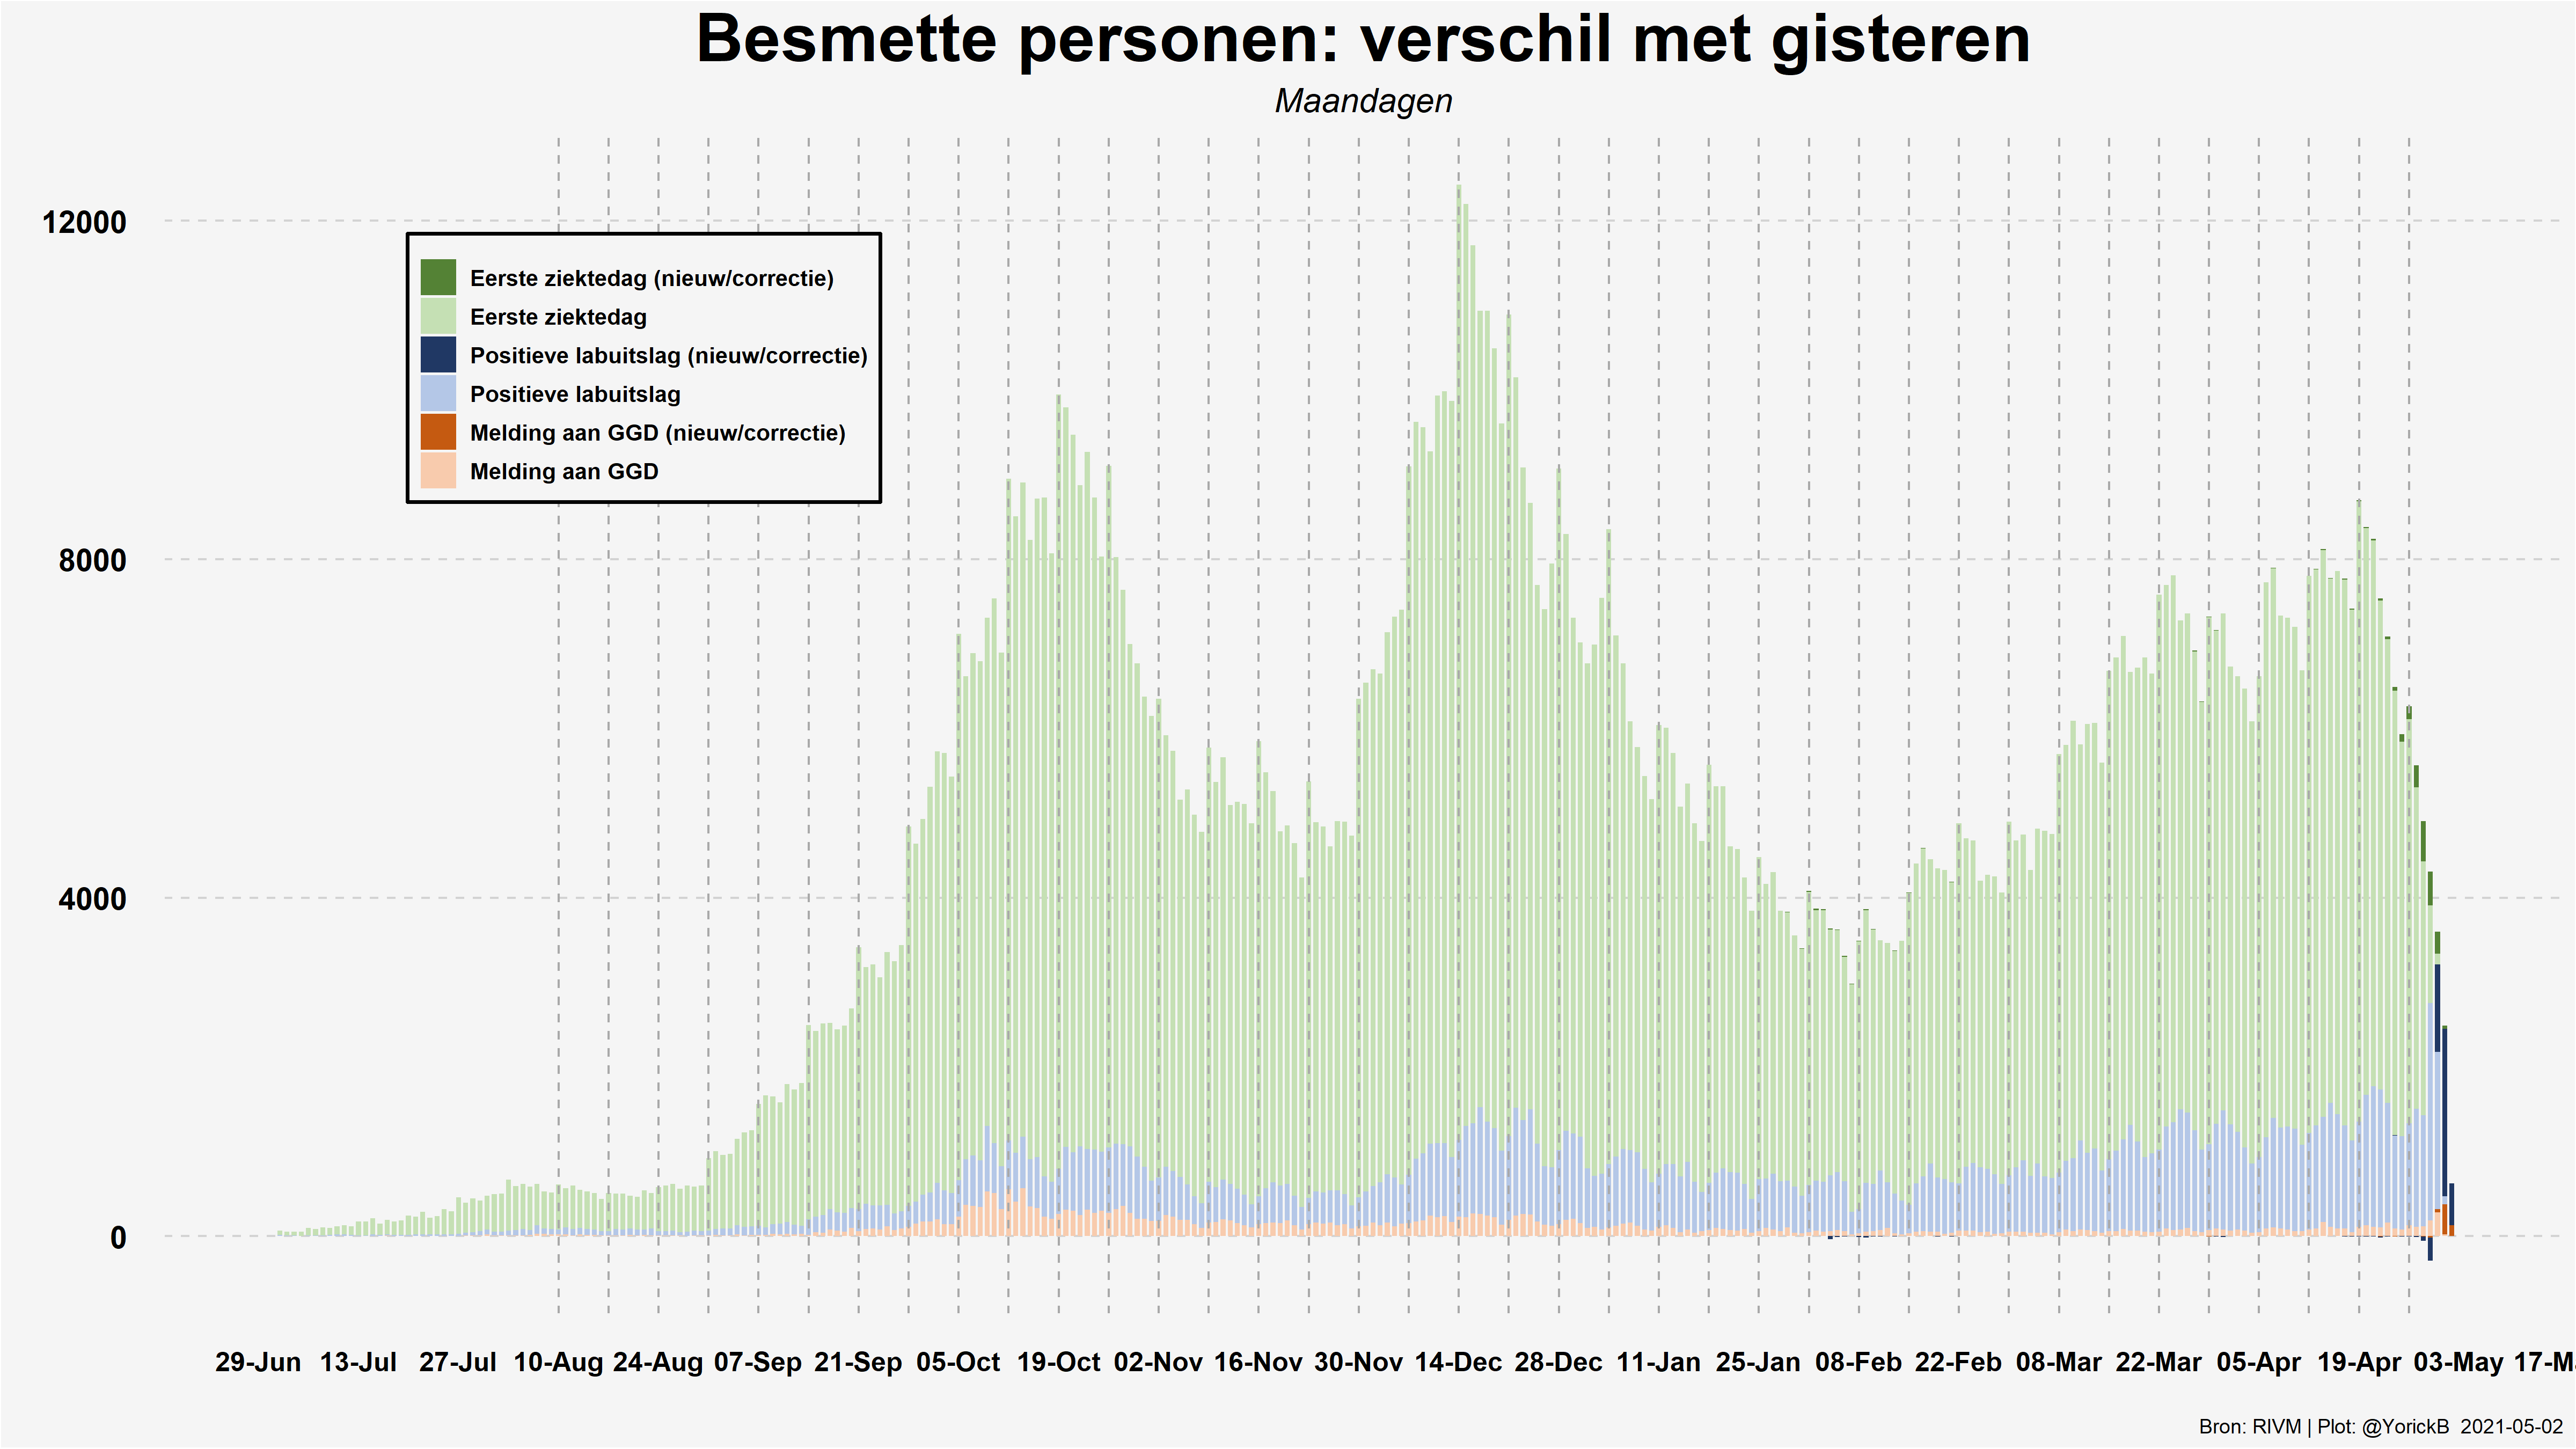 Besmette personen: verschil met gisteren
Maandagen
12000
8000
4000
0
Eerste ziektedag (nieuw/correctie)
Eerste ziektedag
Positieve labuitslag (nieuw/correctie)
Positieve labuitslag
Melding aan GGD (nieuw/correctie)
Melding aan GGD
29-Jun 13-Jul 27-Jul 10-Aug 24-Aug 07-Sep 21-Sep 05-Oct 19-Oct 02-Nov 16-Nov 30-Nov 14-Dec 28-Dec 11-Jan 25-Jan 08-Feb 22-Feb 08-Mar 22-Mar 05-Apr 19-Apr 03-May 17-Ma
Bron: RIVM | Plot: @YorickB 2021-05-02